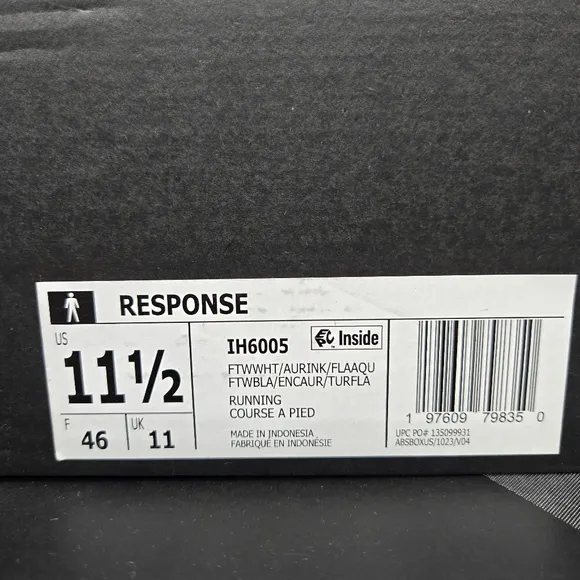 RESPONSE
US
11½
F
46
UK
11
IH6005
Inside
FTWWHT/AURINK/FLAAQU
FTWBLA/ENCAUR/TURFLA
RUNNING
COURSE A PIED
MADE IN INDONESIA
FABRIQUÉ EN INDONÉSIE
1 97609 79835 0
UPC PO# 135099931
ABSBOXUS/1023/V04